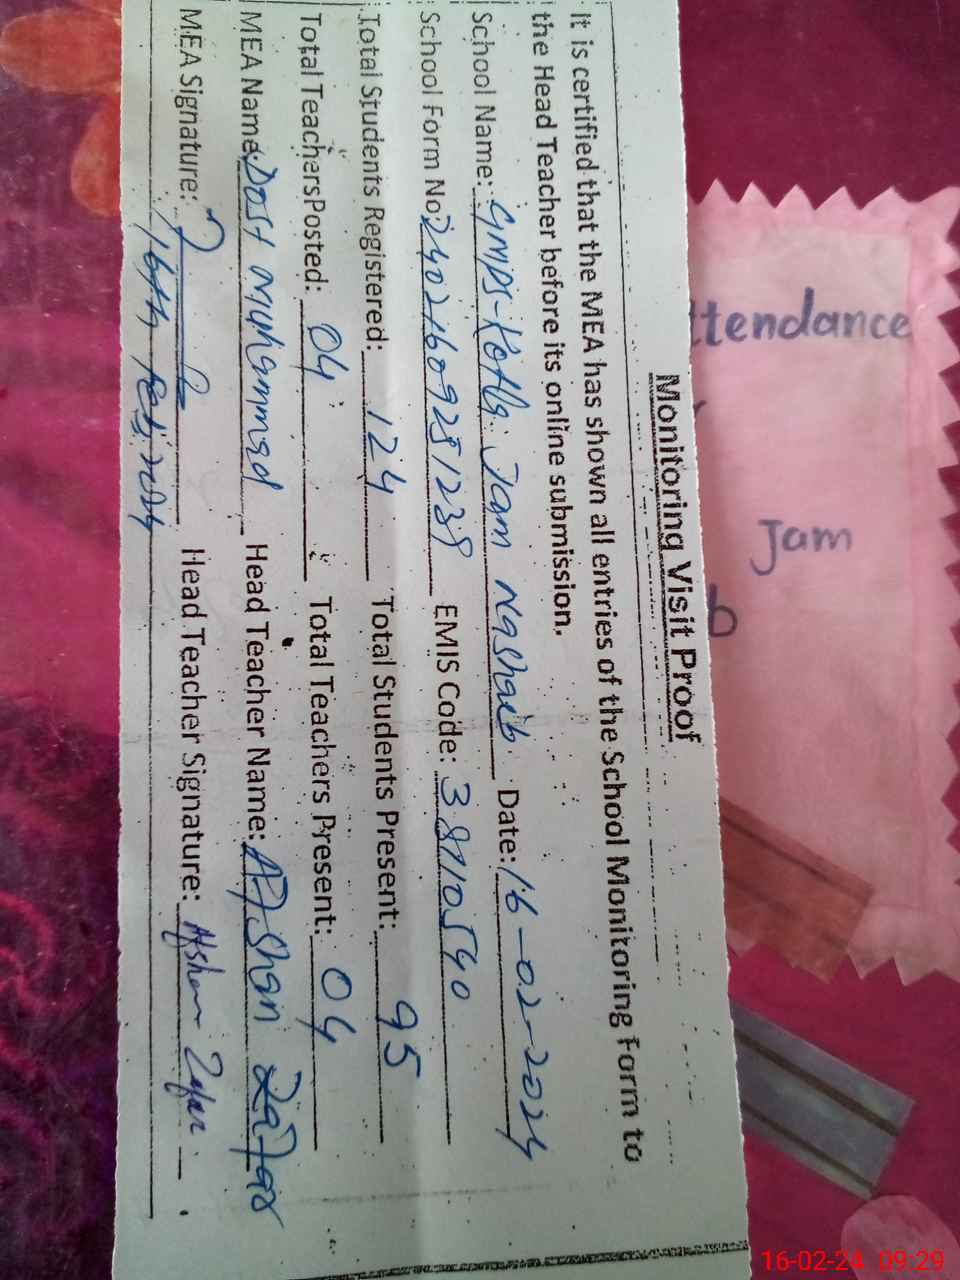 Monitoring Visit Proof
It is certified that the MEA has shown all entries of the School Monitoring Form to
the Head Teacher before its online submission.
School Name: GMPS-Kotla Jam Nashaib Date: 16-02-2024
School Form No: 24021609281238 EMIS Code: 38110540
Total Students Registered: 124 Total Students Present: 95
Total TeachersPosted: 04 Total Teachers Present: 04
MEA Name: Dost Muhammad Head Teacher Name: Afshan Zafar
MEA Signature: Head Teacher Signature: Afshan Zafar
16th Feb, 2024
ttendance
Jam
b
16-02-24 09:29